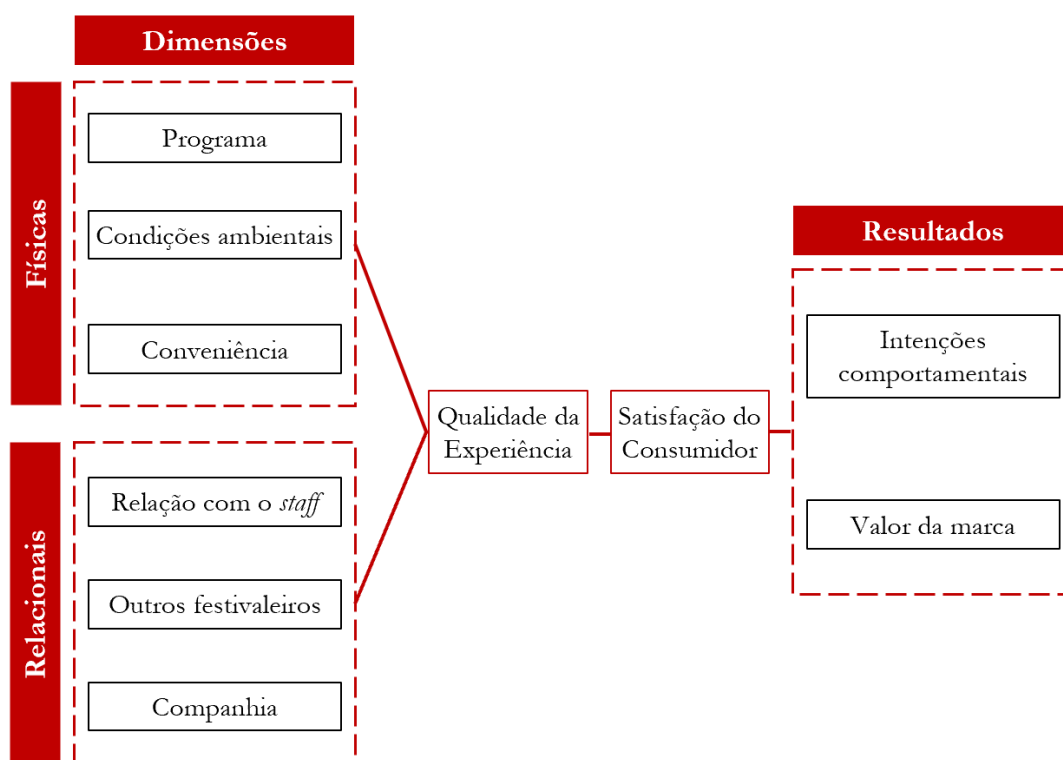 Dimensões
Físicas
Programa
Condições ambientais
Conveniência
Relacionais
Relação com o staff
Outros festivaleiros
Companhia
Qualidade da
Experiência
Satisfação do
Consumidor
Resultados
Intenções
comportamentais
Valor da marca